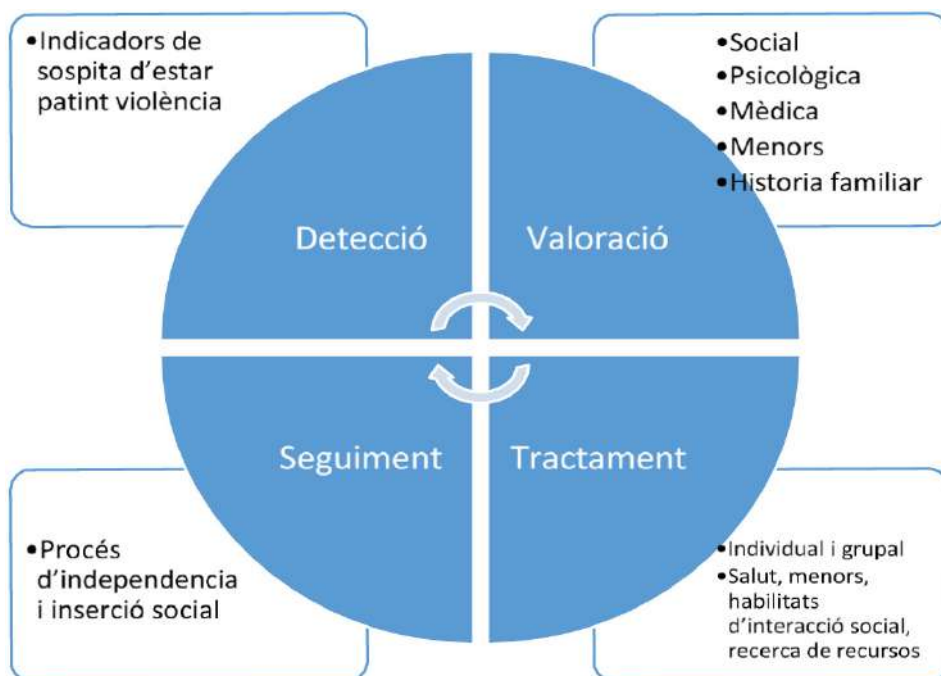 •Indicadors de
sospita d'estar
patint violència
•Social
•Psicològica
•Mèdica
•Menors
•Historia familiar
Detecció
Valoració
Seguiment
Tractament
•Procés
d'independencia
i inserció social
•Individual i grupal
•Salut, menors,
habilitats
d'interacció social,
recerca de recursos